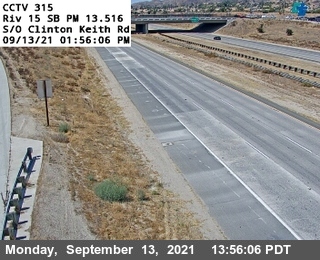 CCTV 315
Riv 15 SB PM 13.516
S/O Clinton Keith Rd
09/13/21 01:56:06 PM
Monday, September 13, 2021 13:56:06 PDT